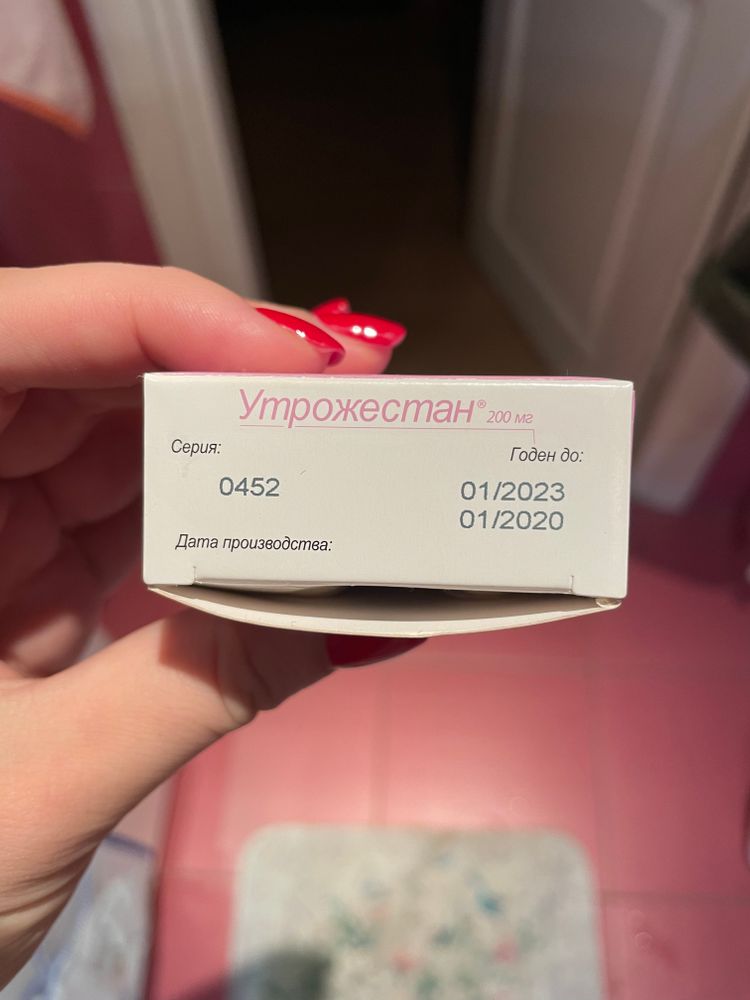 Утрожестан® 200 мг
Серия: Годен до:
0452 01/2023
01/2020
Дата производства: